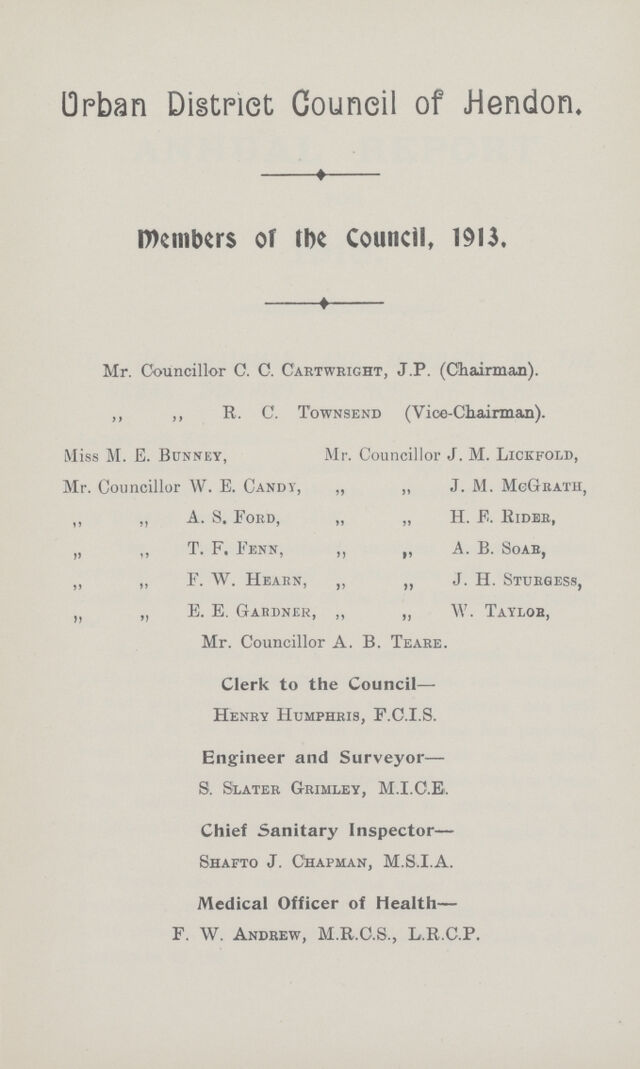 Urban District Council of Hendon.
Members of the Council, 1913.
Mr. Councillor C. C. Cartwright, J.P. (Chairman).
,, ,, R. C. Townsend (Vice-Chairman).
Miss M. E. Bunney, Mr. Councillor J. M. Lickfold,
Mr. Councillor W. E. Candy, ,, ,, J. M. McGrath,
,, ,, A. S. Ford, ,, ,, H. E. Rider,
,, ,, T. F. Fenn, ,, ,, A. B. Soar,
,, ,, F. W. Hearn, ,, ,, J. H. Sturgess,
,, ,, E. E. Gardner, ,, ,, W. Taylor,
Mr. Councillor A. B. Teare.
Clerk to the Council—
Henry Humphris, F.C.I.S.
Engineer and Surveyor—
S. Slater Grimley, M.I.C.E.
Chief Sanitary Inspector—
Shafto J. Chapman, M.S.I.A.
Medical Officer of Health—
F. W. Andrew, M.R.C.S., L.R.C.P.